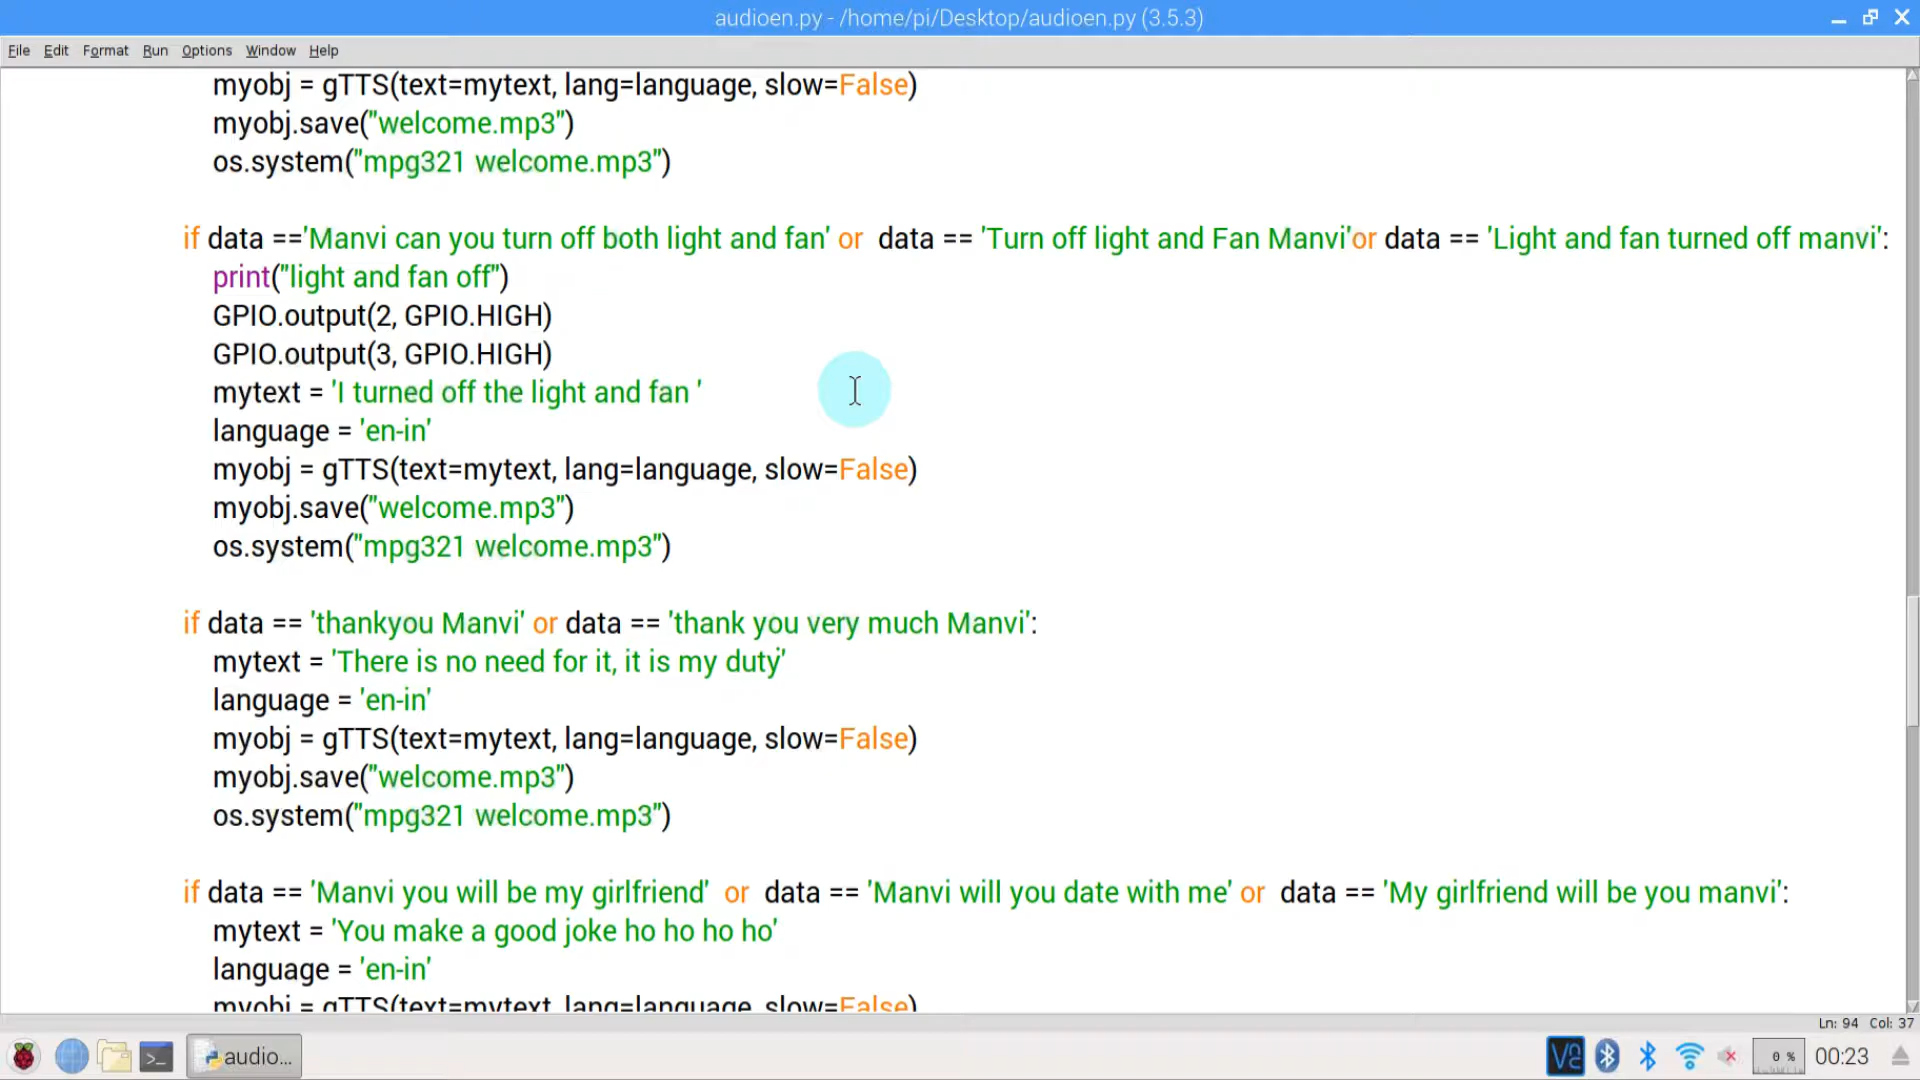 audioen.py - /home/pi/Desktop/audioen.py (3.5.3)
File Edit Format Run Options Window Help
myobj = gTTS(text=mytext, lang=language, slow=False)
myobj.save("welcome.mp3")
os.system("mpg321 welcome.mp3")
if data =='Manvi can you turn off both light and fan' or  data == 'Turn off light and Fan Manvi'or data == 'Light and fan turned off manvi':
print("light and fan off")
GPIO.output(2, GPIO.HIGH)
GPIO.output(3, GPIO.HIGH)
mytext = 'I turned off the light and fan '
language = 'en-in'
myobj = gTTS(text=mytext, lang=language, slow=False)
myobj.save("welcome.mp3")
os.system("mpg321 welcome.mp3")
if data == 'thankyou Manvi' or data == 'thank you very much Manvi':
mytext = 'There is no need for it, it is my duty'
language = 'en-in'
myobj = gTTS(text=mytext, lang=language, slow=False)
myobj.save("welcome.mp3")
os.system("mpg321 welcome.mp3")
if data == 'Manvi you will be my girlfriend'  or  data == 'Manvi will you date with me' or  data == 'My girlfriend will be you manvi':
mytext = 'You make a good joke ho ho ho ho'
language = 'en-in'
myobj = gTTS(text=mytext, lang=language, slow=False)
Ln: 94 Col: 37
audio... 0 % 00:23